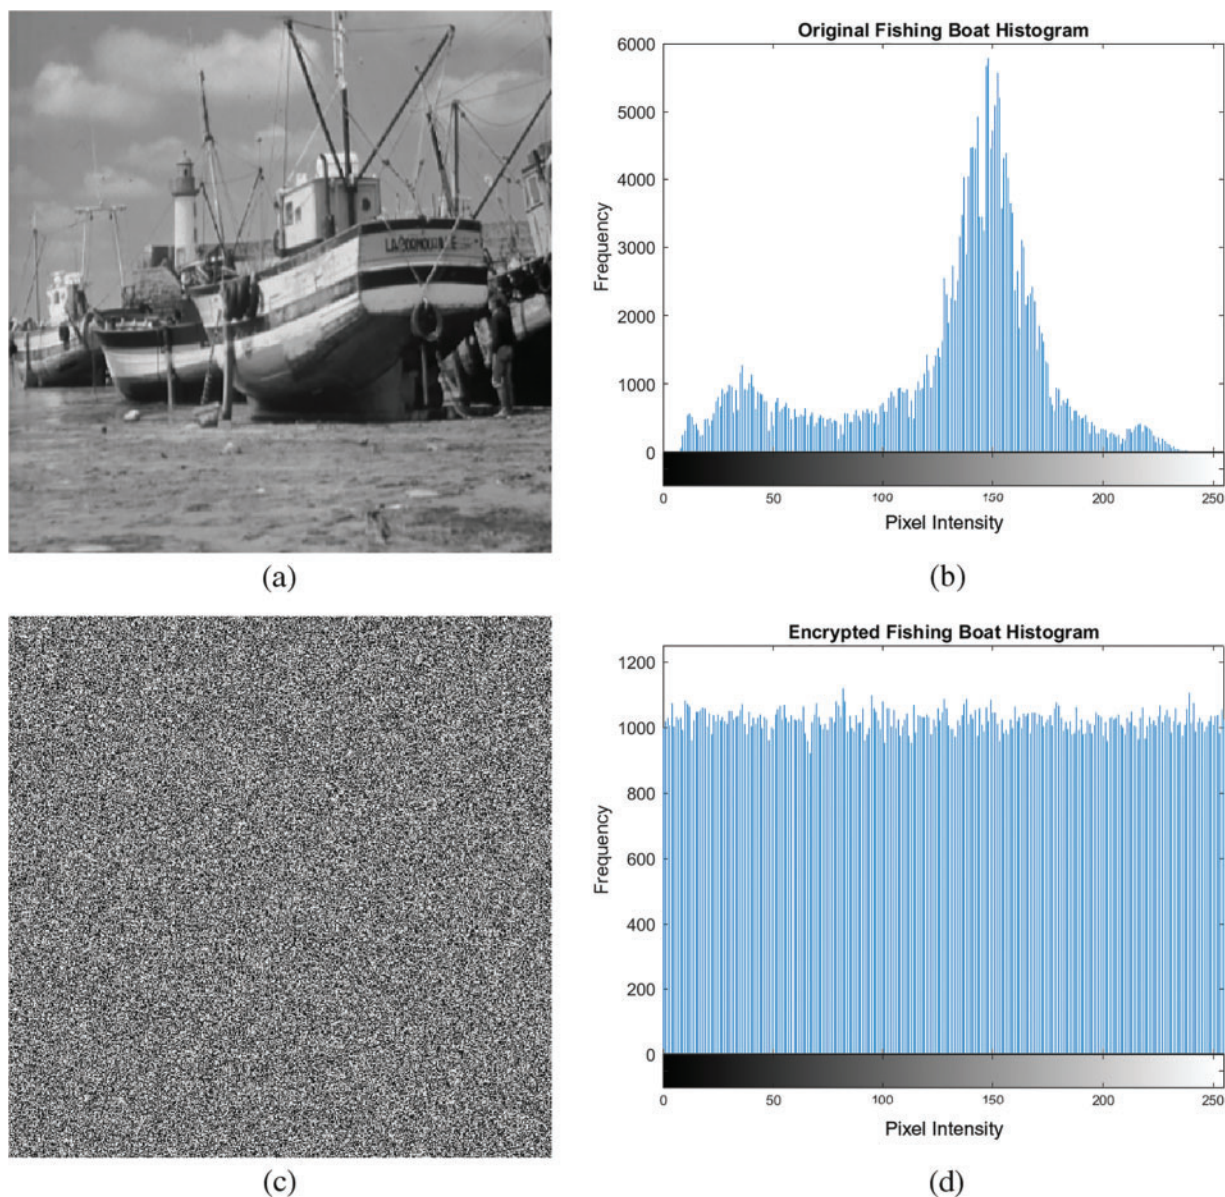 Original Fishing Boat Histogram
6000
5000
4000
3000
2000
1000
0
Frequency
0 50 100 150 200 250
Pixel Intensity
(a)
(b)
Encrypted Fishing Boat Histogram
1200
1000
800
600
400
200
0
Frequency
0 50 100 150 200 250
Pixel Intensity
(c)
(d)